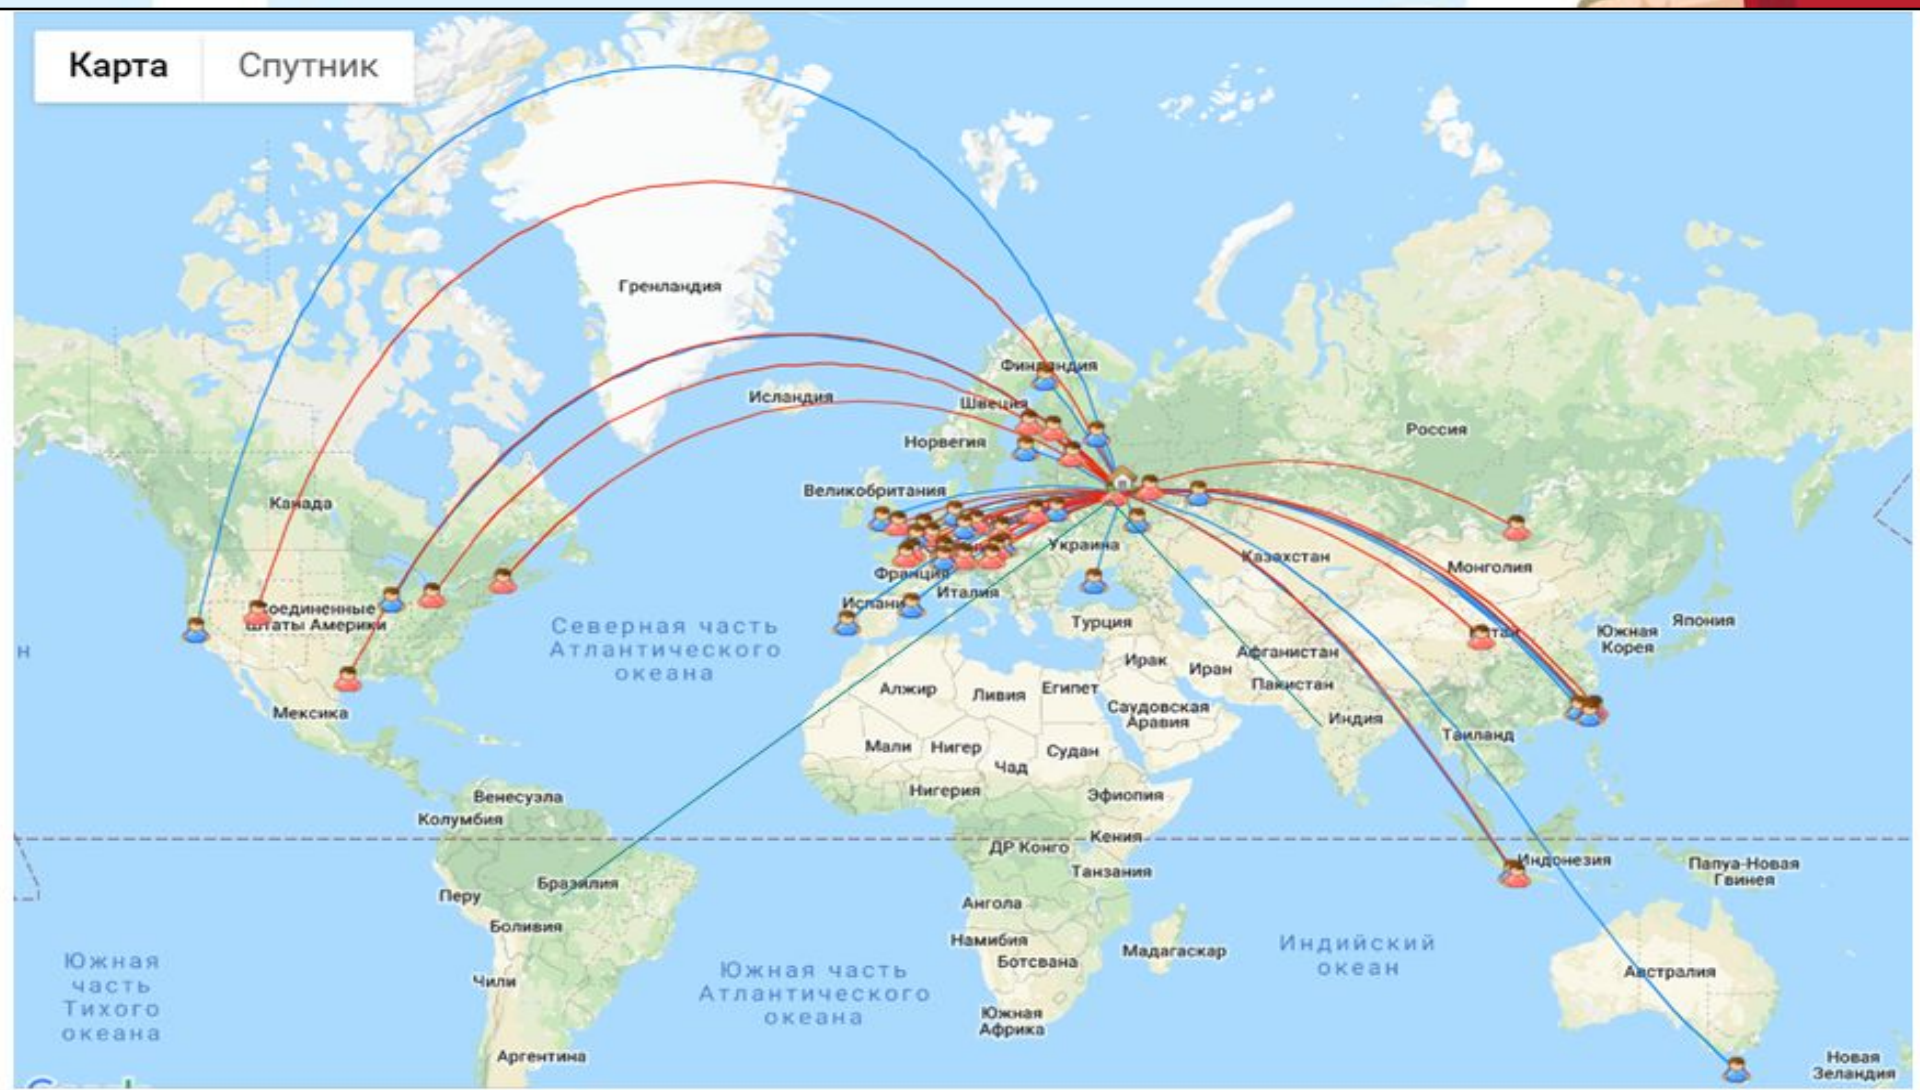 Карта
Спутник
Гренландия
Финляндия
Исландия
Швеция
Россия
Норвегия
Великобритания
Канада
Украина
Казахстан
Монголия
Франция
Италия
Испани
Соединенные
Штаты Америки
Турция
Япония
Южная
Корея
Китай
Северная часть
Атлантического
океана
н
Ирак
Иран
Афганистан
Пакистан
Алжир
Ливия
Египет
Саудовская
Аравия
Индия
Мексика
Таиланд
Мали
Нигер
Судан
Чад
Нигерия
Эфиопия
Венесуэла
Колумбия
Кения
ДР Конго
Танзания
Индонезия
Папуа-Новая
Гвинея
Бразилия
Перу
Ангола
Боливия
Намибия
Ботсвана
Мадагаскар
Индийский
океан
Южная
часть
Тихого
океана
Южная часть
Атлантического
океана
Чили
Австралия
Южная
Африка
Аргентина
Новая
Зеландия